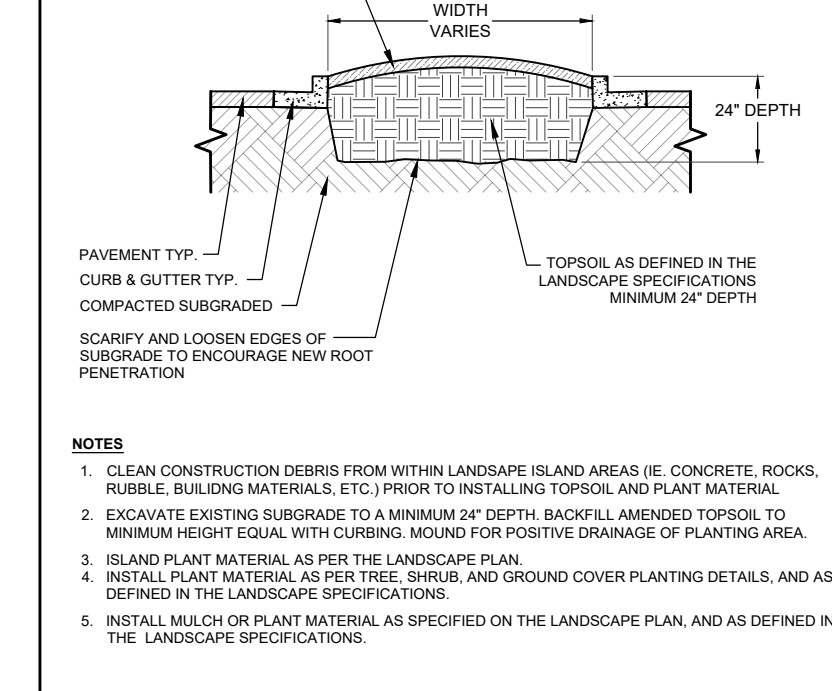 WIDTH
VARIES
24" DEPTH
PAVEMENT TYP.
CURB & GUTTER TYP.
COMPACTED SUBGRADED
SCARIFY AND LOOSEN EDGES OF
SUBGRADE TO ENCOURAGE NEW ROOT
PENETRATION
TOPSOIL AS DEFINED IN THE
LANDSCAPE SPECIFICATIONS
MINIMUM 24" DEPTH
NOTES
1. CLEAN CONSTRUCTION DEBRIS FROM WITHIN LANDSAPE ISLAND AREAS (IE. CONCRETE, ROCKS,
RUBBLE, BUILIDNG MATERIALS, ETC.) PRIOR TO INSTALLING TOPSOIL AND PLANT MATERIAL
2. EXCAVATE EXISTING SUBGRADE TO A MINIMUM 24" DEPTH. BACKFILL AMENDED TOPSOIL TO
MINIMUM HEIGHT EQUAL WITH CURBING. MOUND FOR POSITIVE DRAINAGE OF PLANTING AREA.
3. ISLAND PLANT MATERIAL AS PER THE LANDSCAPE PLAN.
4. INSTALL PLANT MATERIAL AS PER TREE, SHRUB, AND GROUND COVER PLANTING DETAILS, AND AS
DEFINED IN THE LANDSCAPE SPECIFICATIONS.
5. INSTALL MULCH OR PLANT MATERIAL AS SPECIFIED ON THE LANDSCAPE PLAN, AND AS DEFINED IN
THE LANDSCAPE SPECIFICATIONS.